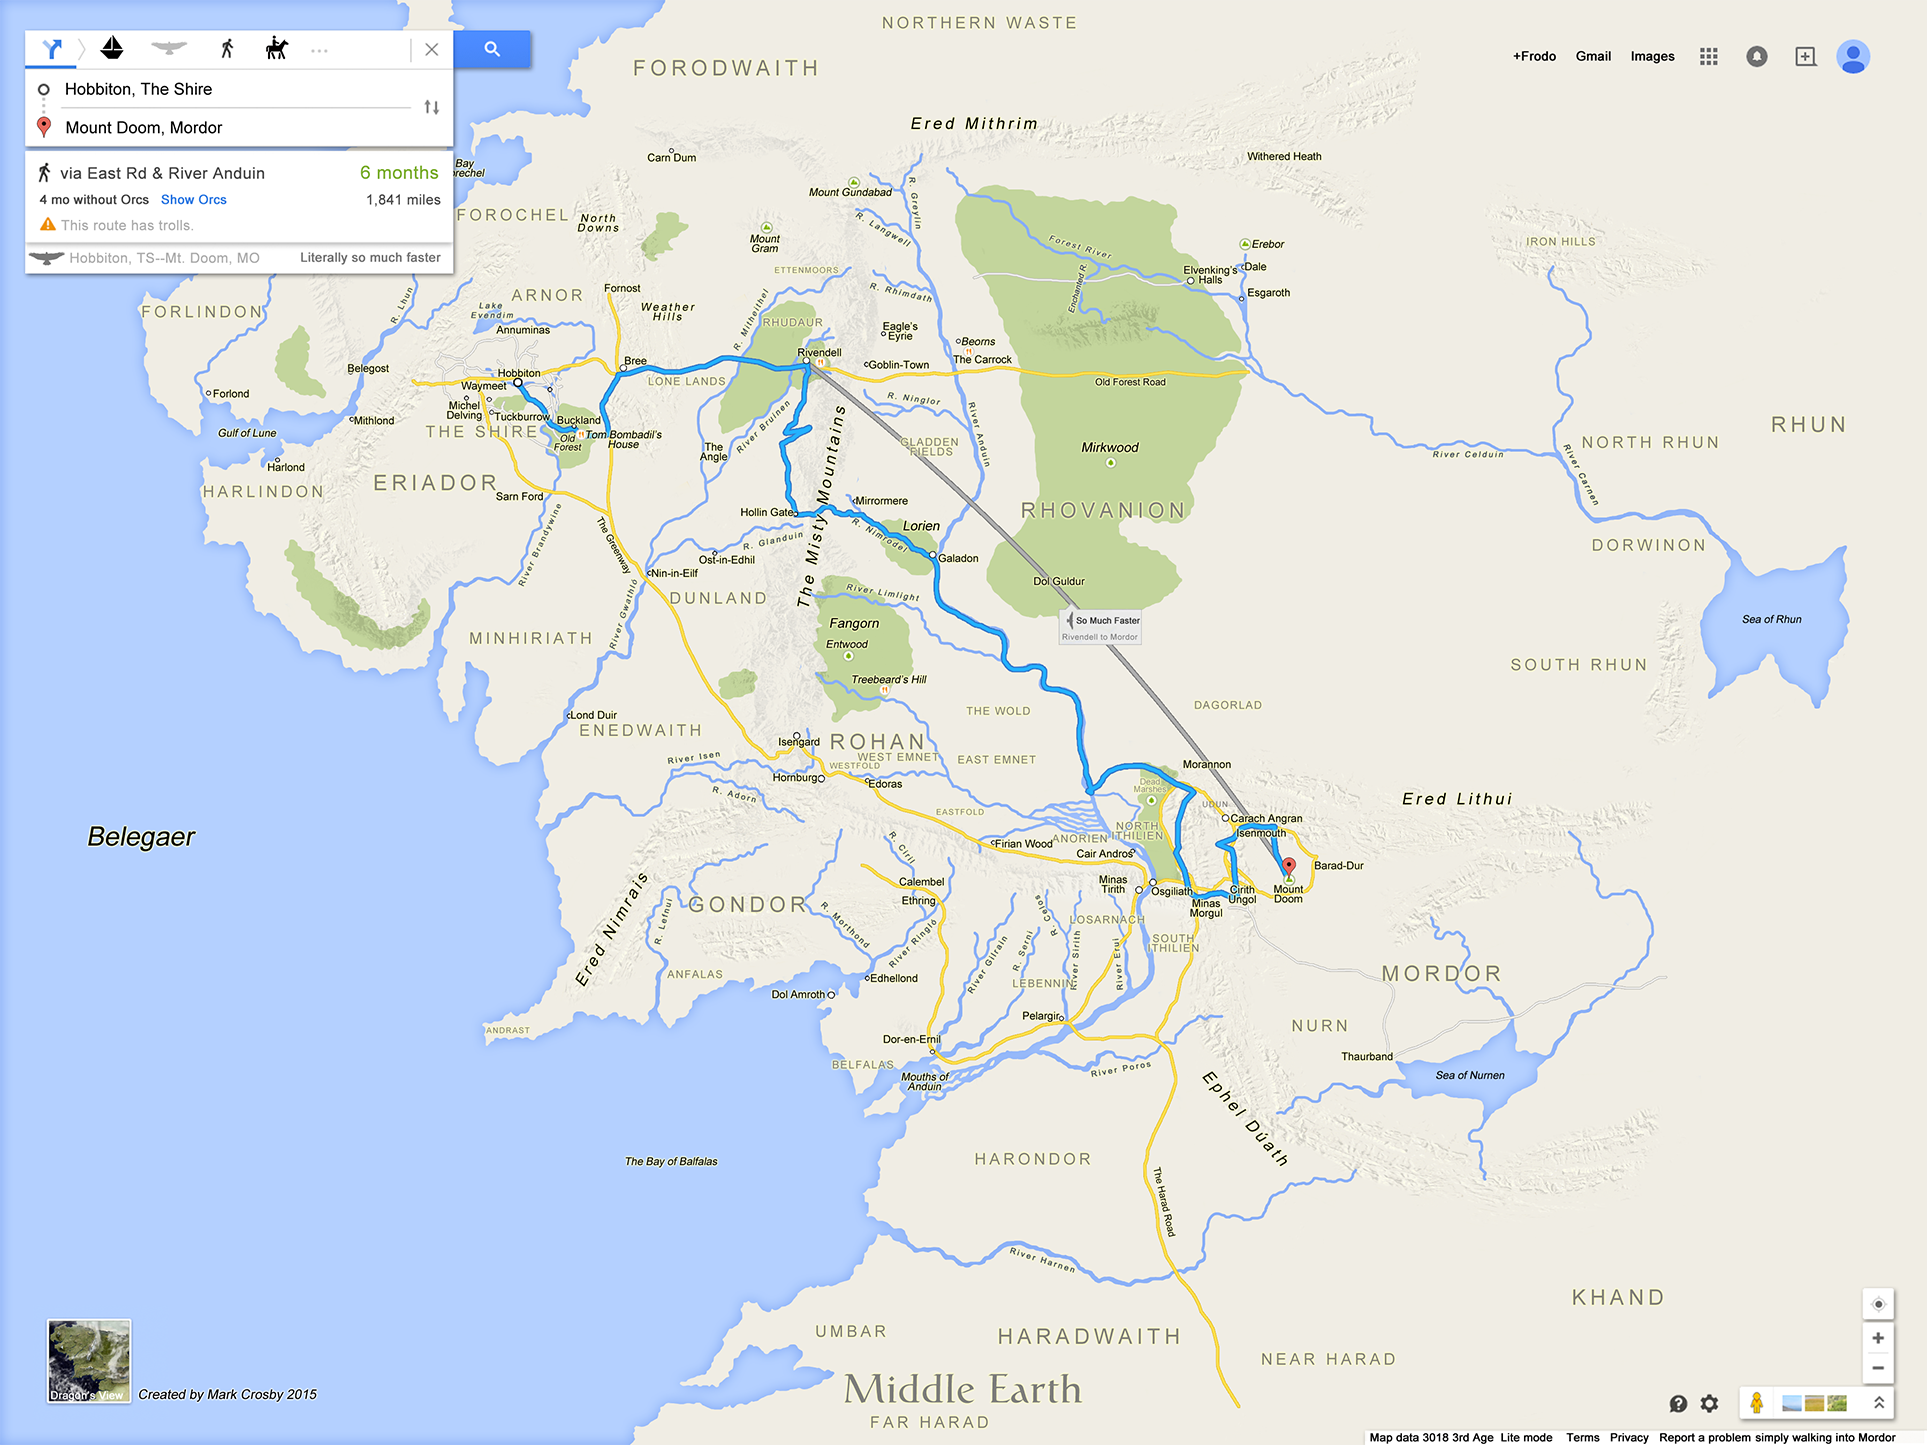 NORTHERN WASTE
FORODWAITH
+Frodo
Gmail
Images
Hobbiton, The Shire
Mount Doom, Mordor
via East Rd & River Anduin
6 months
4 mo without Orcs
Show Orcs
1,841 miles
This route has trolls.
Hobbiton, TS--Mt. Doom, MO
Literally so much faster
Ered Mithrim
Carn Dum
Withered Heath
Bay
orechel
Mount Gundabad
R. Greylin
FOROCHEL
North
Downs
R. Langwell
Mount
Gram
Forest River
Erebor
IRON HILLS
ETTENMOORS
Elvenking's
Halls
Dale
Enchanted R.
Esgaroth
FORLINDON
R. Lhun
ARNOR
Fornost
Weather
Hills
R. Mitheithel
R. Rhimdath
Lake
Evendim
Annuminas
RHUDAUR
Eagle's
Eyrie
Beorns
The Carrock
Belegost
Bree
Rivendell
Goblin-Town
Hobbiton
Waymeet
LONE LANDS
Old Forest Road
Forlond
Michel
Delving
Tuckburrow
Buckland
R. Ninglor
River Bruinen
River Anduin
Mithlond
THE SHIRE
Old
Forest
Tom Bombadil's
House
Gulf of Lune
The
Angle
GLADDEN
FIELDS
Mirkwood
RHUN
NORTH RHUN
River Celduin
River Carnen
Harlond
HARLINDON
ERIADOR
Sarn Ford
The Misty Mountains
Mirrormere
Hollin Gate
RHOVANION
Lorien
R. Nimrodel
The Greenway
River Brandywine
R. Glanduin
Ost-in-Edhil
Galadon
DORWINON
Nin-in-Eilf
Dol Guldur
River Gwathló
DUNLAND
River Limlight
So Much Faster
Rivendell to Mordor
Fangorn
Entwood
Sea of Rhun
MINHIRIATH
SOUTH RHUN
Treebeard's Hill
Lond Duir
ENEDWAITH
THE WOLD
DAGORLAD
Isengard
ROHAN
WEST EMNET
EAST EMNET
River Isen
WESTFOLD
Hornburg
Edoras
Morannon
Dead
Marshes
R. Adorn
EASTFOLD
UDUN
Ered Lithui
Carach Angran
Isenmouth
NORTH
ITHILIEN
ANORIEN
Belegaer
Firian Wood
Cair Andros
R. Ciril
Barad-Dur
Calembel
Minas
Tirith
Osgiliath
Cirith
Ungol
Mount
Doom
Ethring
Minas
Morgul
GONDOR
Ered Nimrais
R. Lefnui
R. Morthond
River Ringló
LOSARNACH
R. Celos
SOUTH
ITHILIEN
River Gilrain
R. Serni
River Sirith
River Erui
ANFALAS
Edhellond
LEBENNIN
MORDOR
Dol Amroth
Pelargir
NURN
ANDRAST
Dor-en-Ernil
Thaurband
BELFALAS
River Poros
Sea of Nurnen
Mouths of
Anduin
Ephel Dúath
The Bay of Balfalas
HARONDOR
The Harad Road
River Harnen
KHAND
UMBAR
HARADWAITH
NEAR HARAD
Middle Earth
FAR HARAD
Dragon's View
Created by Mark Crosby 2015
Map data 3018 3rd Age
Lite mode
Terms
Privacy
Report a problem simply walking into Mordor